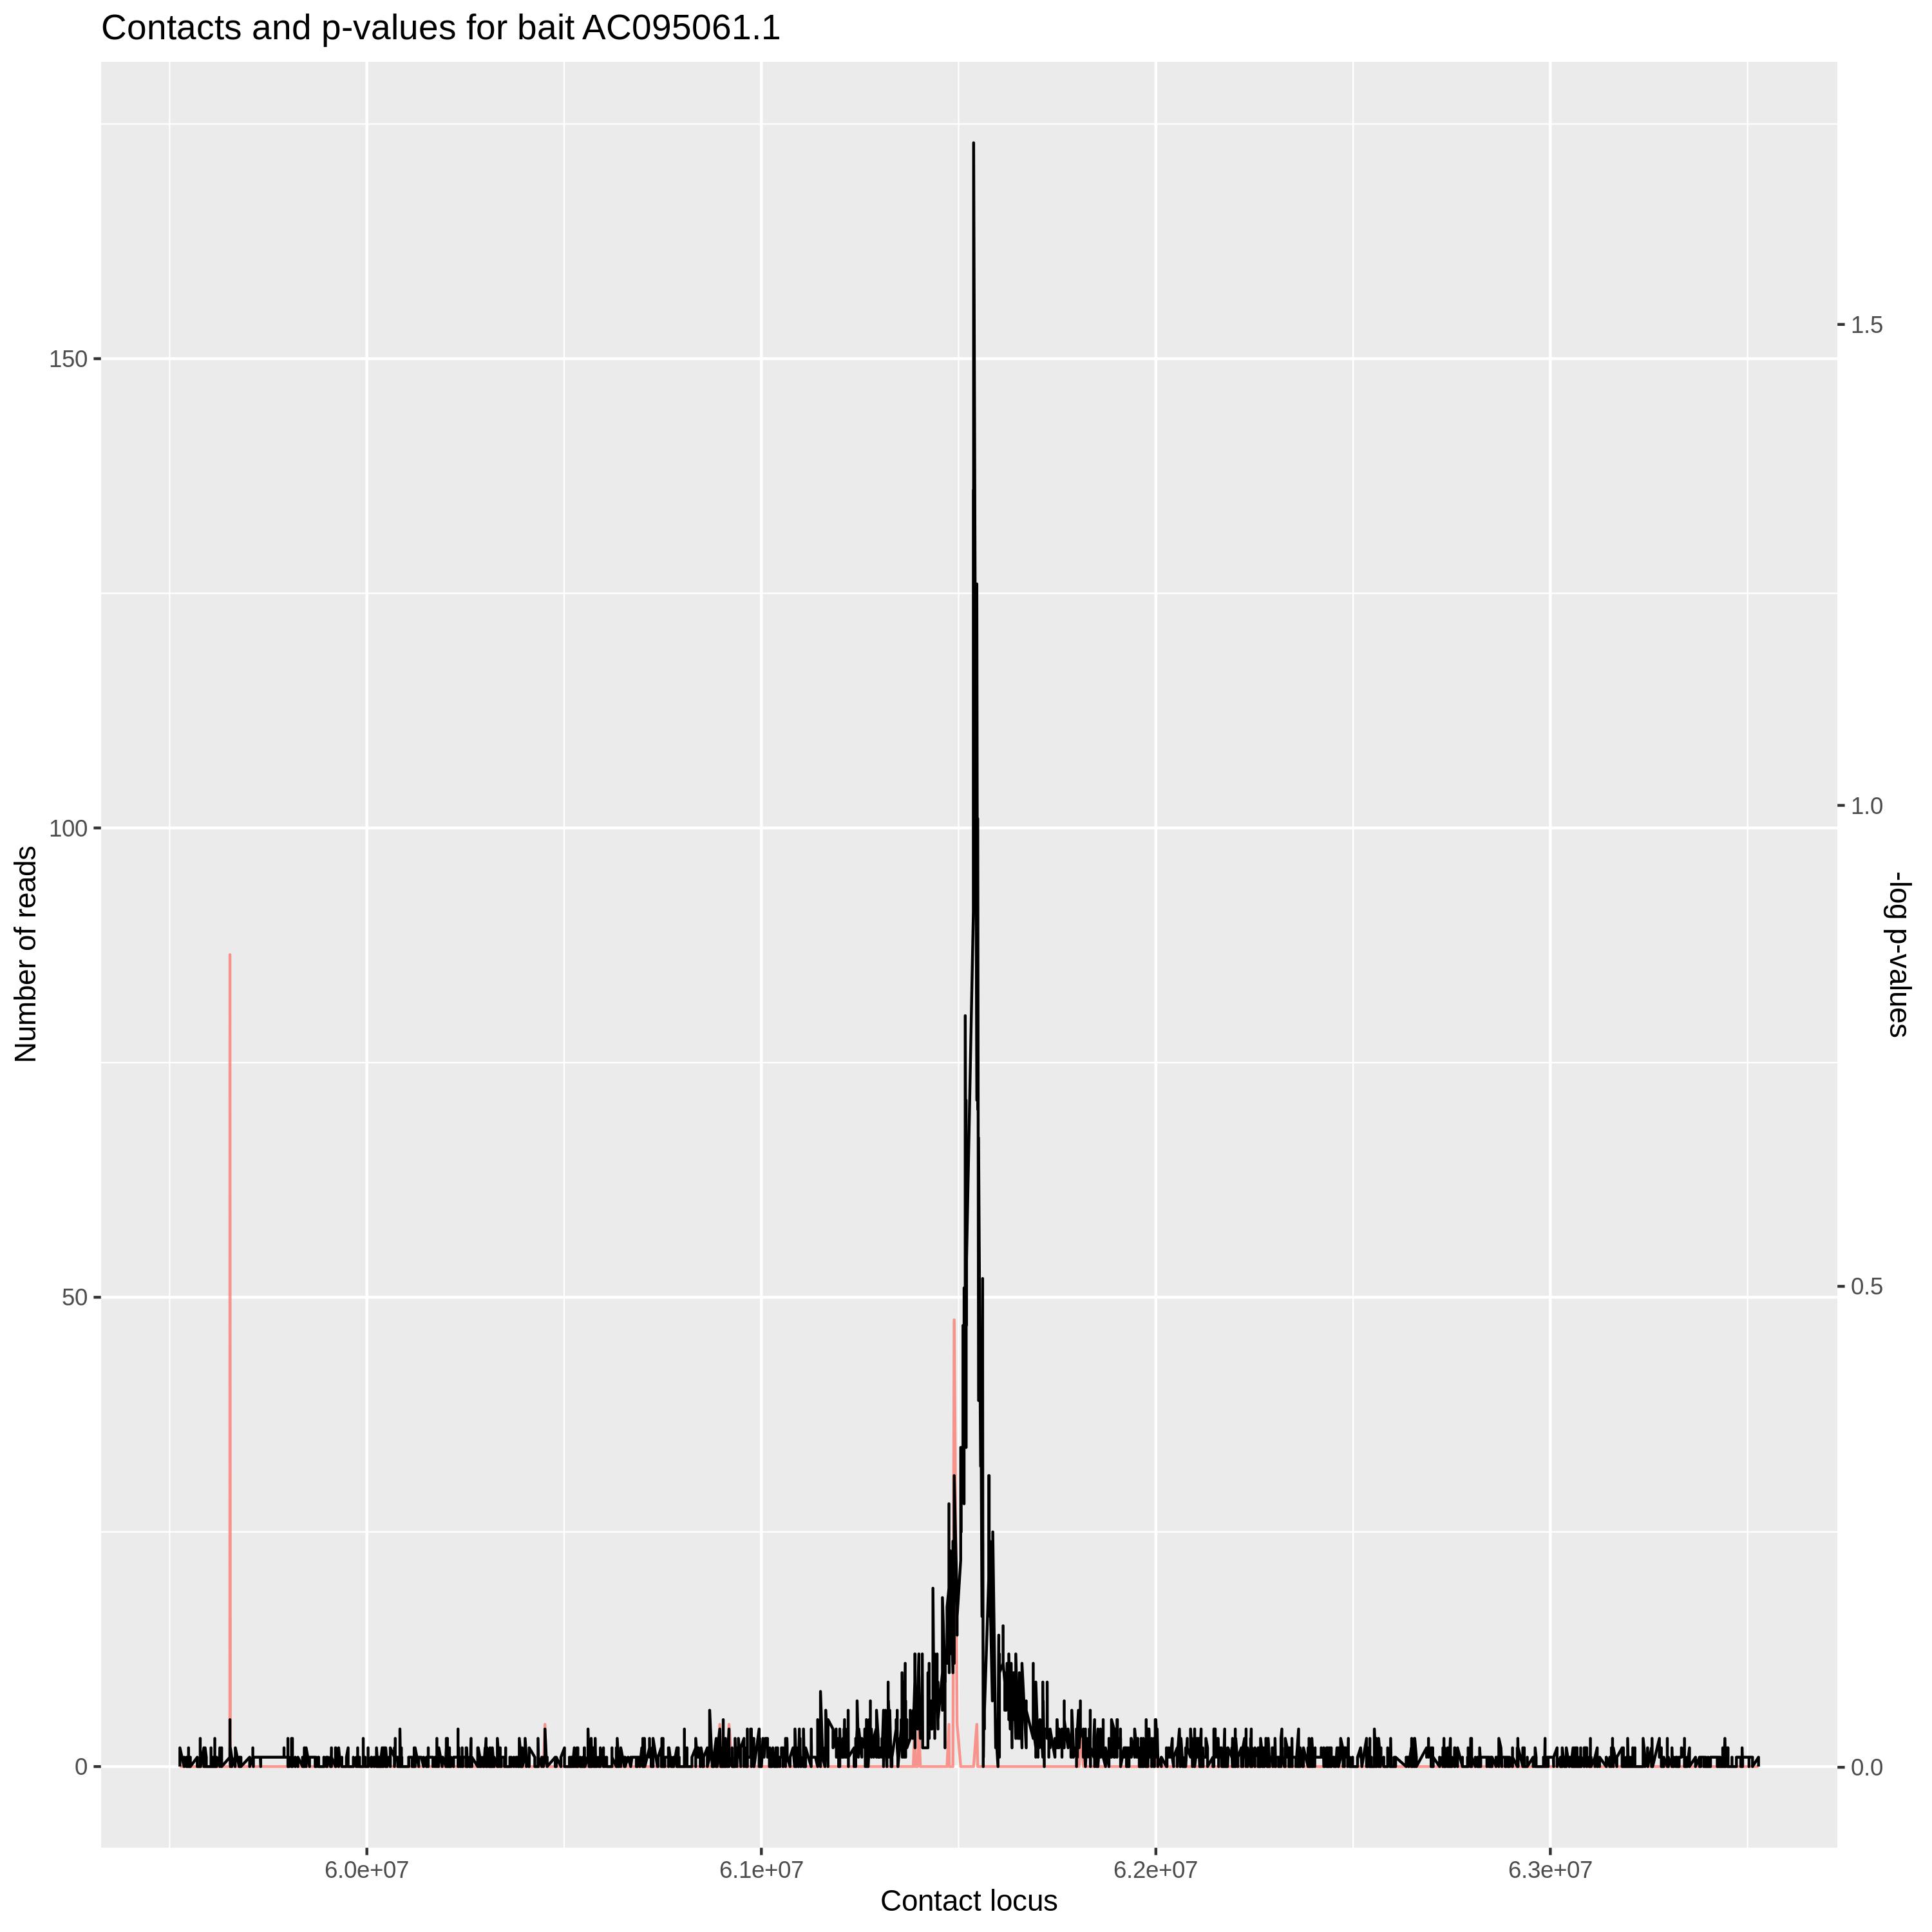 Contacts and p-values for bait AC095061.1
150
100
50
0
Number of reads
1.5
1.0
0.5
0.0
-log p-values
6.0e+07
6.1e+07
6.2e+07
6.3e+07
Contact locus